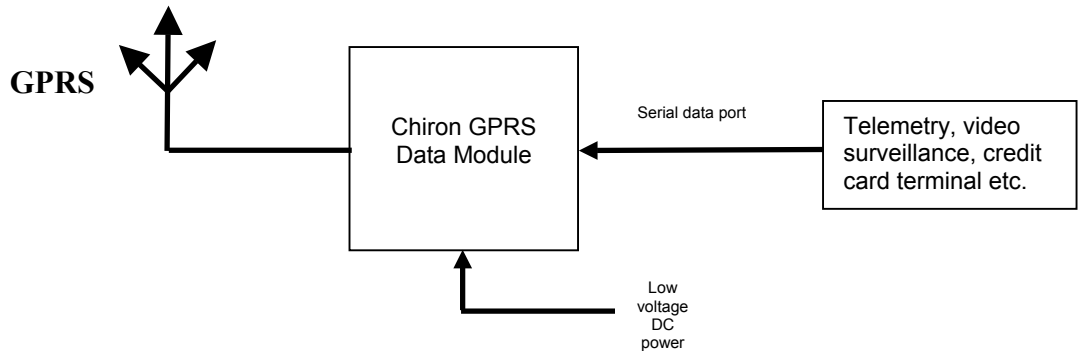 GPRS
Chiron GPRS
Data Module
Serial data port
Telemetry, video
surveillance, credit
card terminal etc.
Low
voltage
DC
power